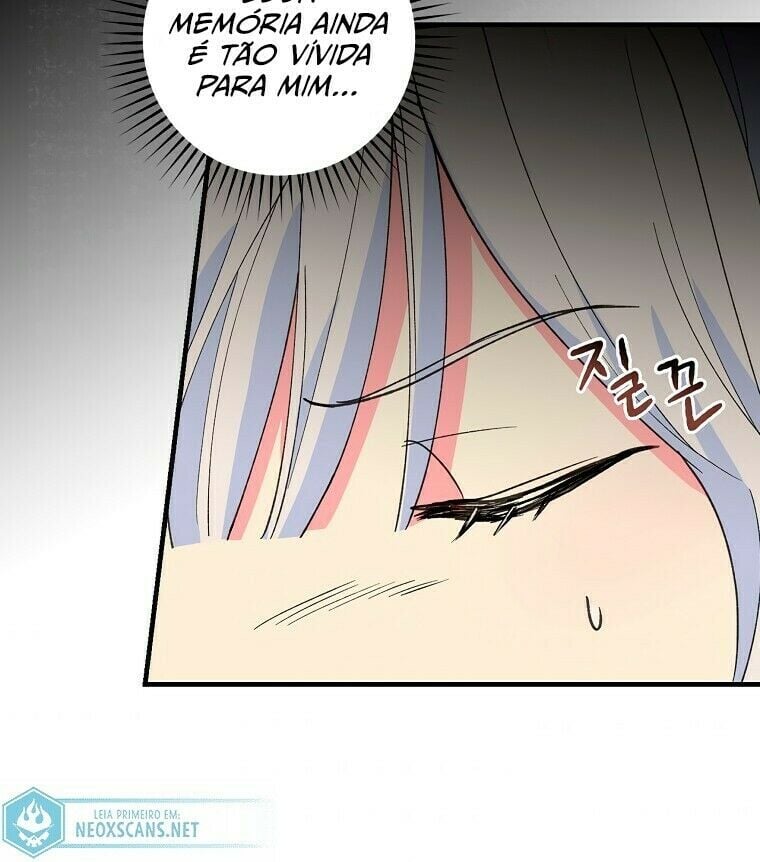 MEMÓRIA AINDA
É TÃO VÍVIDA
PARA MIM...
질끈
LEIA PRIMEIRO EM:
NEOXSCANS.NET